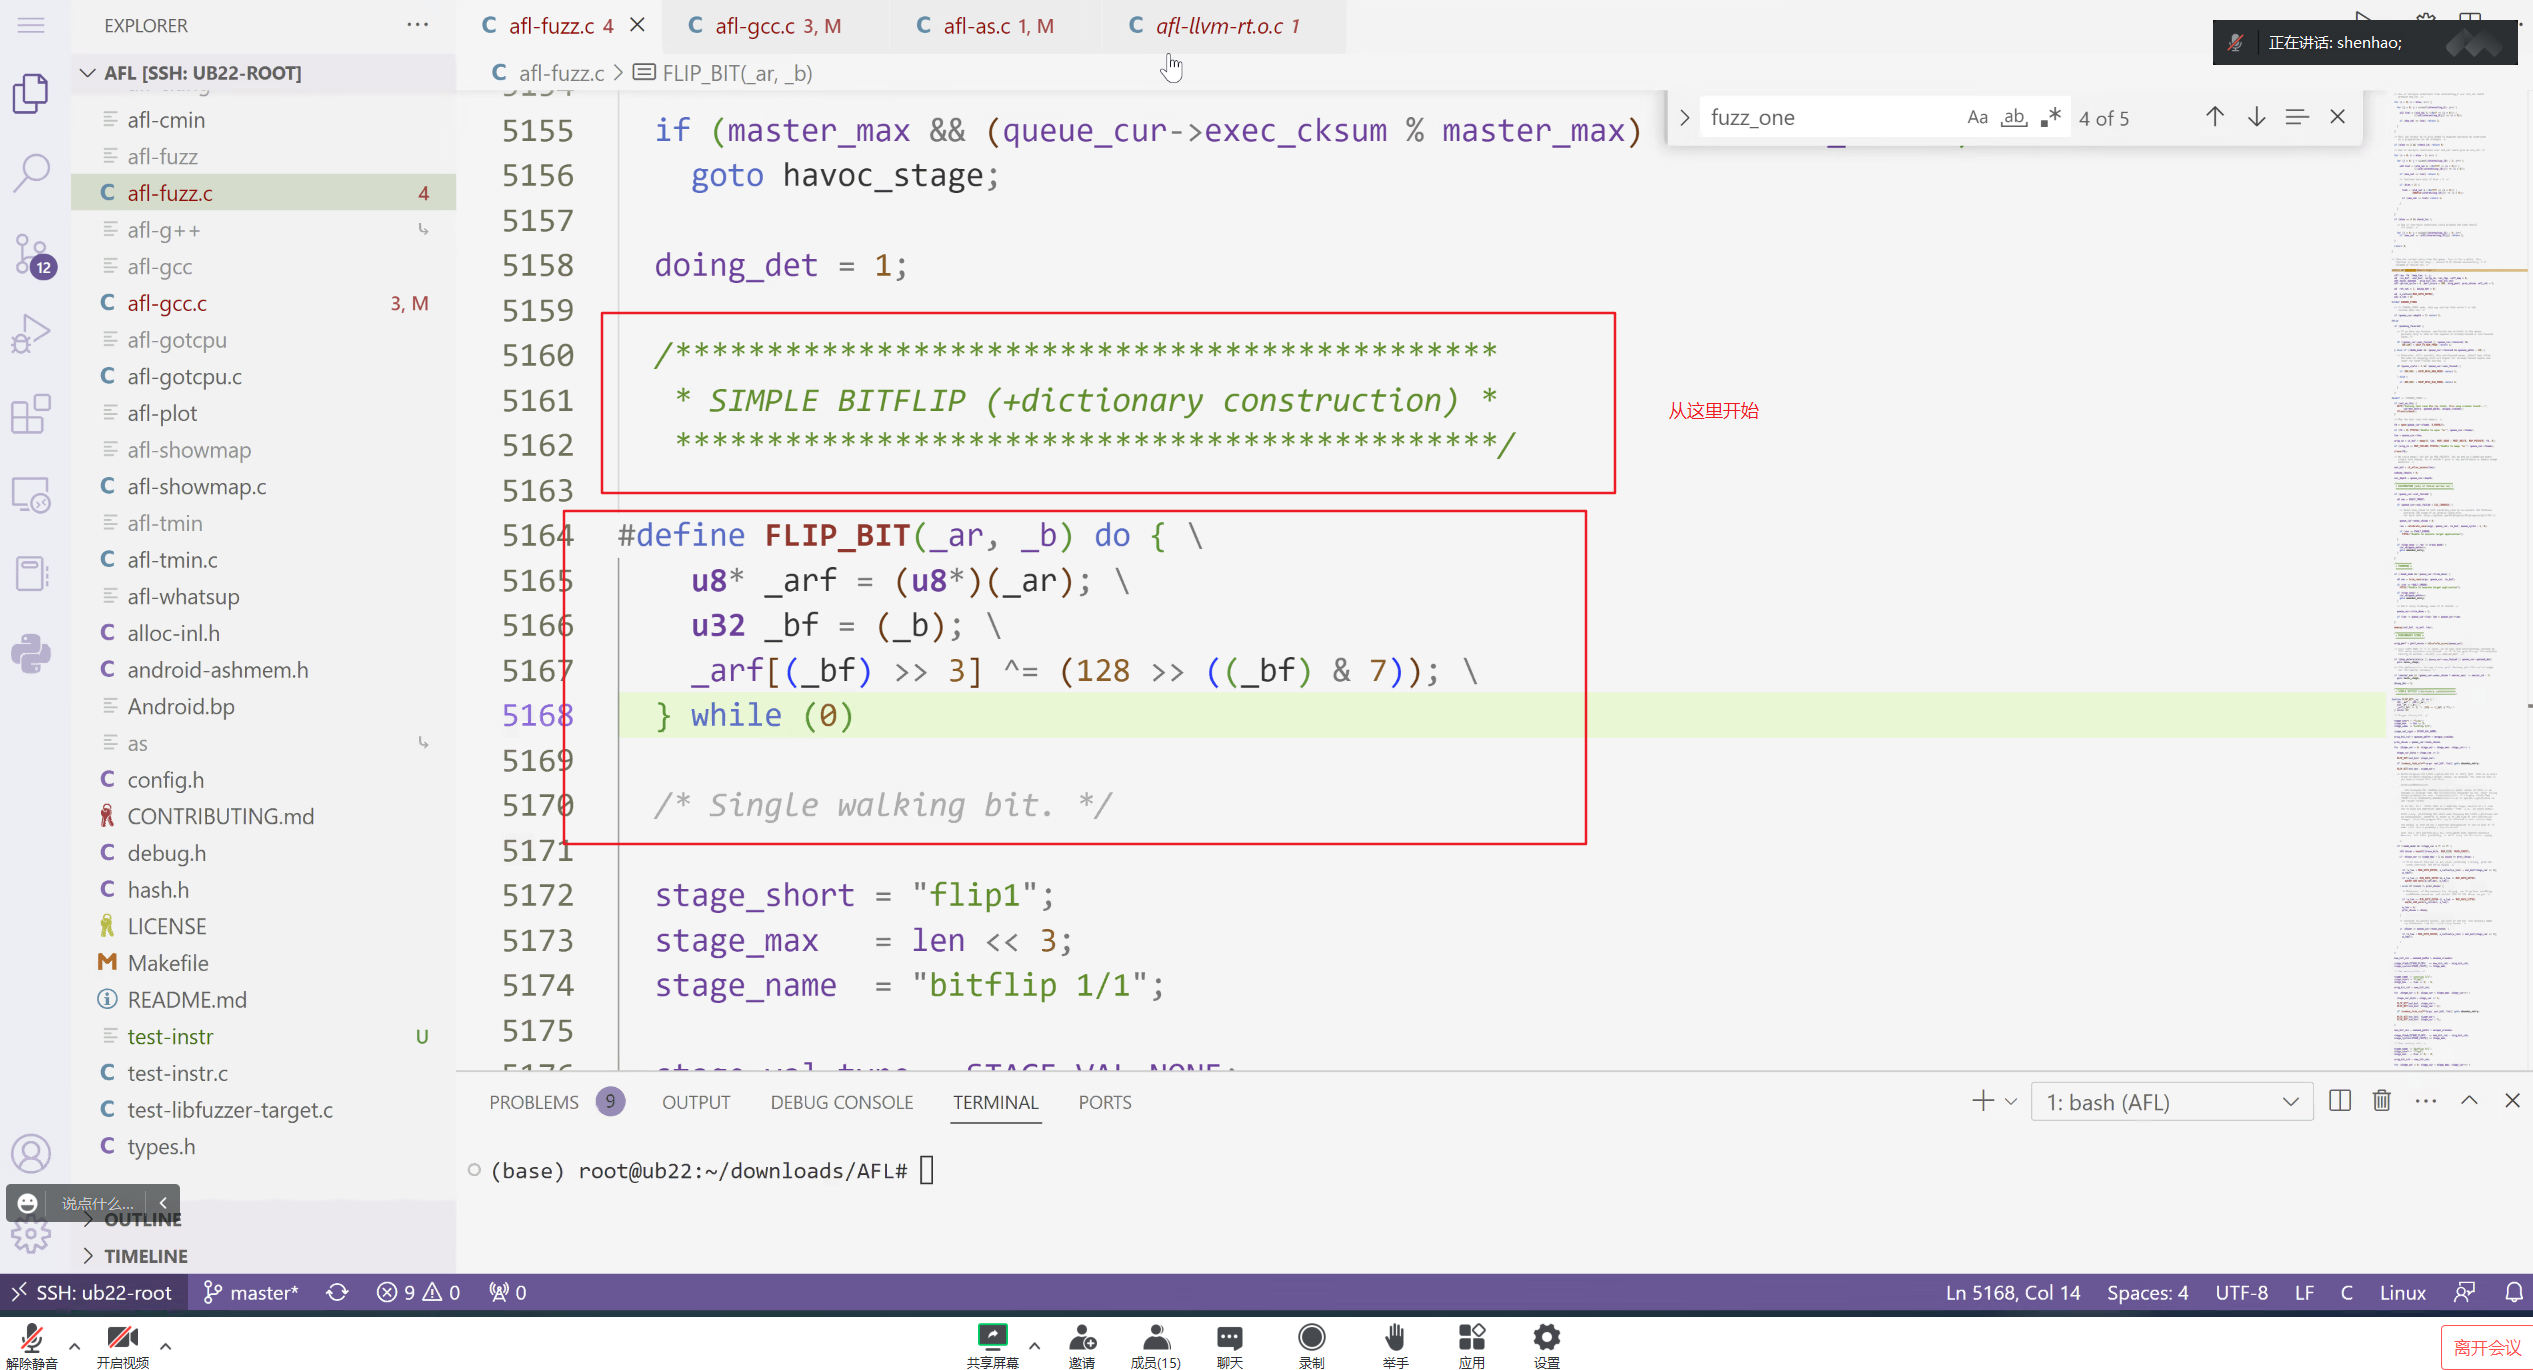 EXPLORER
AFL [SSH: UB22-ROOT]
afl-cmin
afl-fuzz
afl-fuzz.c 4
afl-g++
afl-gcc
afl-gcc.c 3, M
afl-gotcpu
afl-gotcpu.c
afl-plot
afl-showmap
afl-showmap.c
afl-tmin
afl-tmin.c
afl-whatsup
alloc-inl.h
android-ashmem.h
Android.bp
as
config.h
CONTRIBUTING.md
debug.h
hash.h
LICENSE
Makefile
README.md
test-instr U
test-instr.c
test-libfuzzer-target.c
types.h
说点什么...
OUTLINE
TIMELINE
12
afl-fuzz.c 4
afl-gcc.c 3, M
afl-as.c 1, M
afl-llvm-rt.o.c 1
正在讲话: shenhao;
afl-fuzz.c > FLIP_BIT(_ar, _b)
fuzz_one Aa ab .* 4 of 5
5155 if (master_max && (queue_cur->exec_cksum % master_max)
5156 goto havoc_stage;
5157
5158 doing_det = 1;
5159
5160 /*********************************************
5161 * SIMPLE BITFLIP (+dictionary construction) *
5162 *********************************************/
5163
5164 #define FLIP_BIT(_ar, _b) do { \
5165 u8* _arf = (u8*)(_ar); \
5166 u32 _bf = (_b); \
5167 _arf[(_bf) >> 3] ^= (128 >> ((_bf) & 7)); \
5168 } while (0)
5169
5170 /* Single walking bit. */
5171
5172 stage_short = "flip1";
5173 stage_max = len << 3;
5174 stage_name = "bitflip 1/1";
5175
5176 stage_val_type = STAGE_VAL_NONE;
从这里开始
PROBLEMS 9 OUTPUT DEBUG CONSOLE TERMINAL PORTS
1: bash (AFL)
(base) root@ub22:~/downloads/AFL#
SSH: ub22-root master* 9 0 0
Ln 5168, Col 14 Spaces: 4 UTF-8 LF C Linux
解除静音 开启视频 共享屏幕 邀请 成员(15) 聊天 录制 举手 应用 设置 离开会议